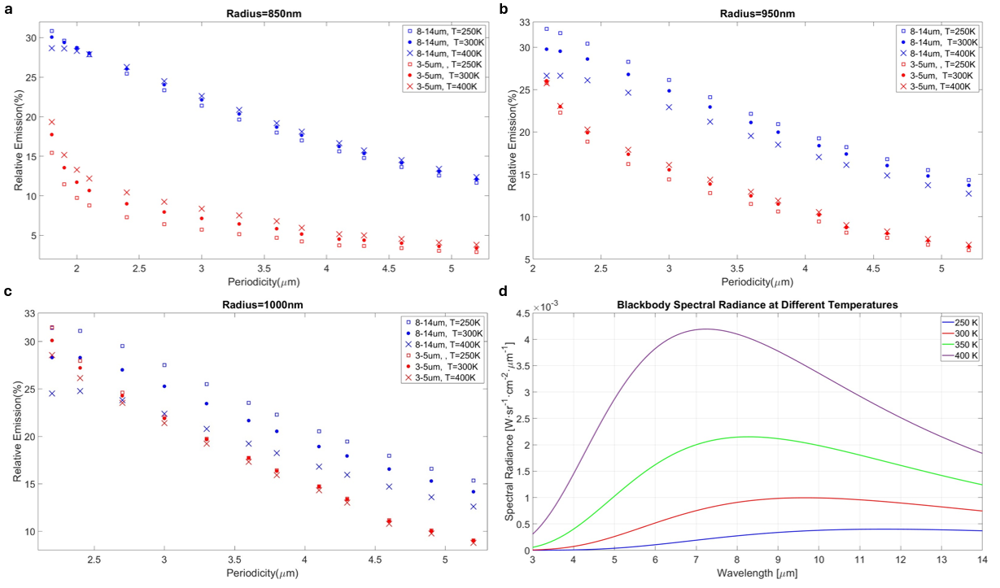 a
Radius=850nm
Relative Emission(%)
30
25
20
15
10
5
2
2.5
3
3.5
4
4.5
5
Periodicity(μm)
8-14um, T=250K
8-14um, T=300K
8-14um, T=400K
3-5um, , T=250K
3-5um, T=300K
3-5um, T=400K
b
Radius=950nm
Relative Emission(%)
33
30
25
20
15
10
5
2
2.5
3
3.5
4
4.5
5
Periodicity(μm)
8-14um, T=250K
8-14um, T=300K
8-14um, T=400K
3-5um, , T=250K
3-5um, T=300K
3-5um, T=400K
c
Radius=1000nm
Relative Emission(%)
33
30
25
20
15
10
2.5
3
3.5
4
4.5
5
Periodicity(μm)
8-14um, T=250K
8-14um, T=300K
8-14um, T=400K
3-5um, , T=250K
3-5um, T=300K
3-5um, T=400K
d
×10⁻³
Blackbody Spectral Radiance at Different Temperatures
Spectral Radiance [W·sr⁻¹·cm⁻²·μm⁻¹]
4.5
4
3.5
3
2.5
2
1.5
1
0.5
0
3
4
5
6
7
8
9
10
11
12
13
14
Wavelength [μm]
250 K
300 K
350 K
400 K